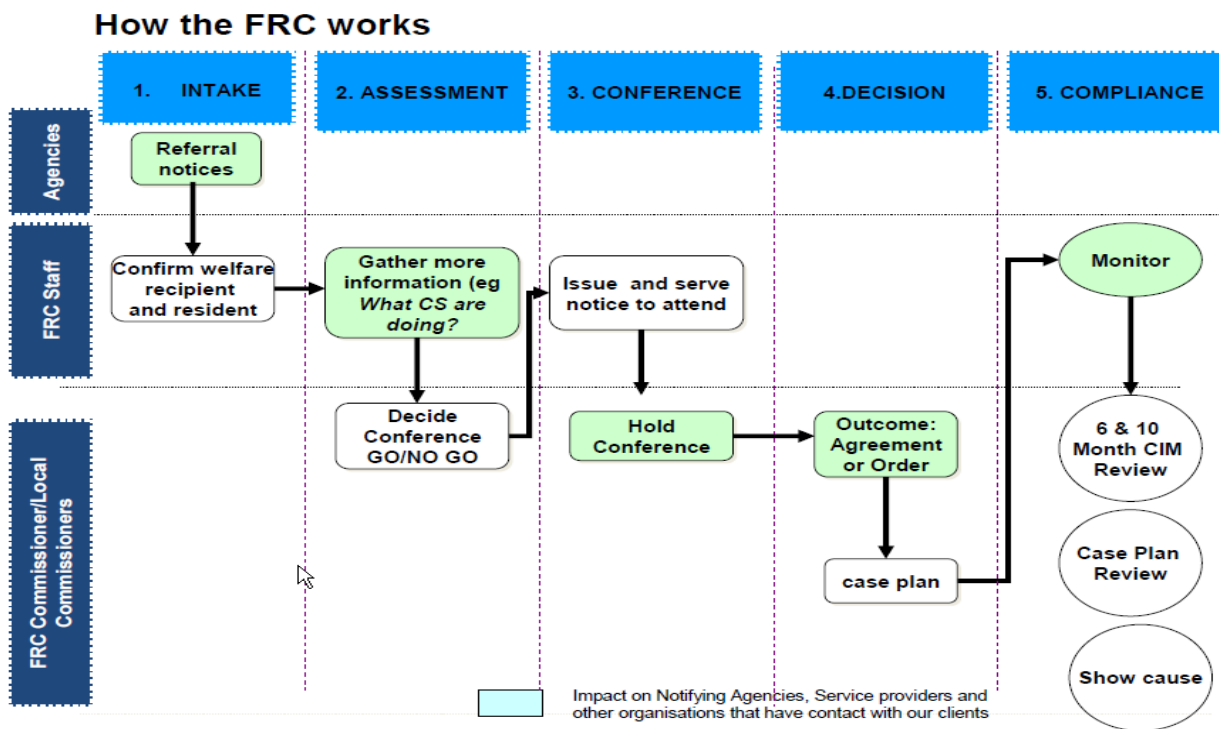 How the FRC works
1. INTAKE
2. ASSESSMENT
3. CONFERENCE
4.DECISION
5. COMPLIANCE
Agencies
Referral
notices
FRC Staff
Confirm welfare
recipient
and resident
Gather more
information (eg
What CS are
doing?
Issue and serve
notice to attend
Monitor
FRC Commissioner/Local
Commissioners
Decide
Conference
GO/NO GO
Hold
Conference
Outcome:
Agreement
or Order
case plan
6 & 10
Month CIM
Review
Case Plan
Review
Show cause
Impact on Notifying Agencies, Service providers and
other organisations that have contact with our clients